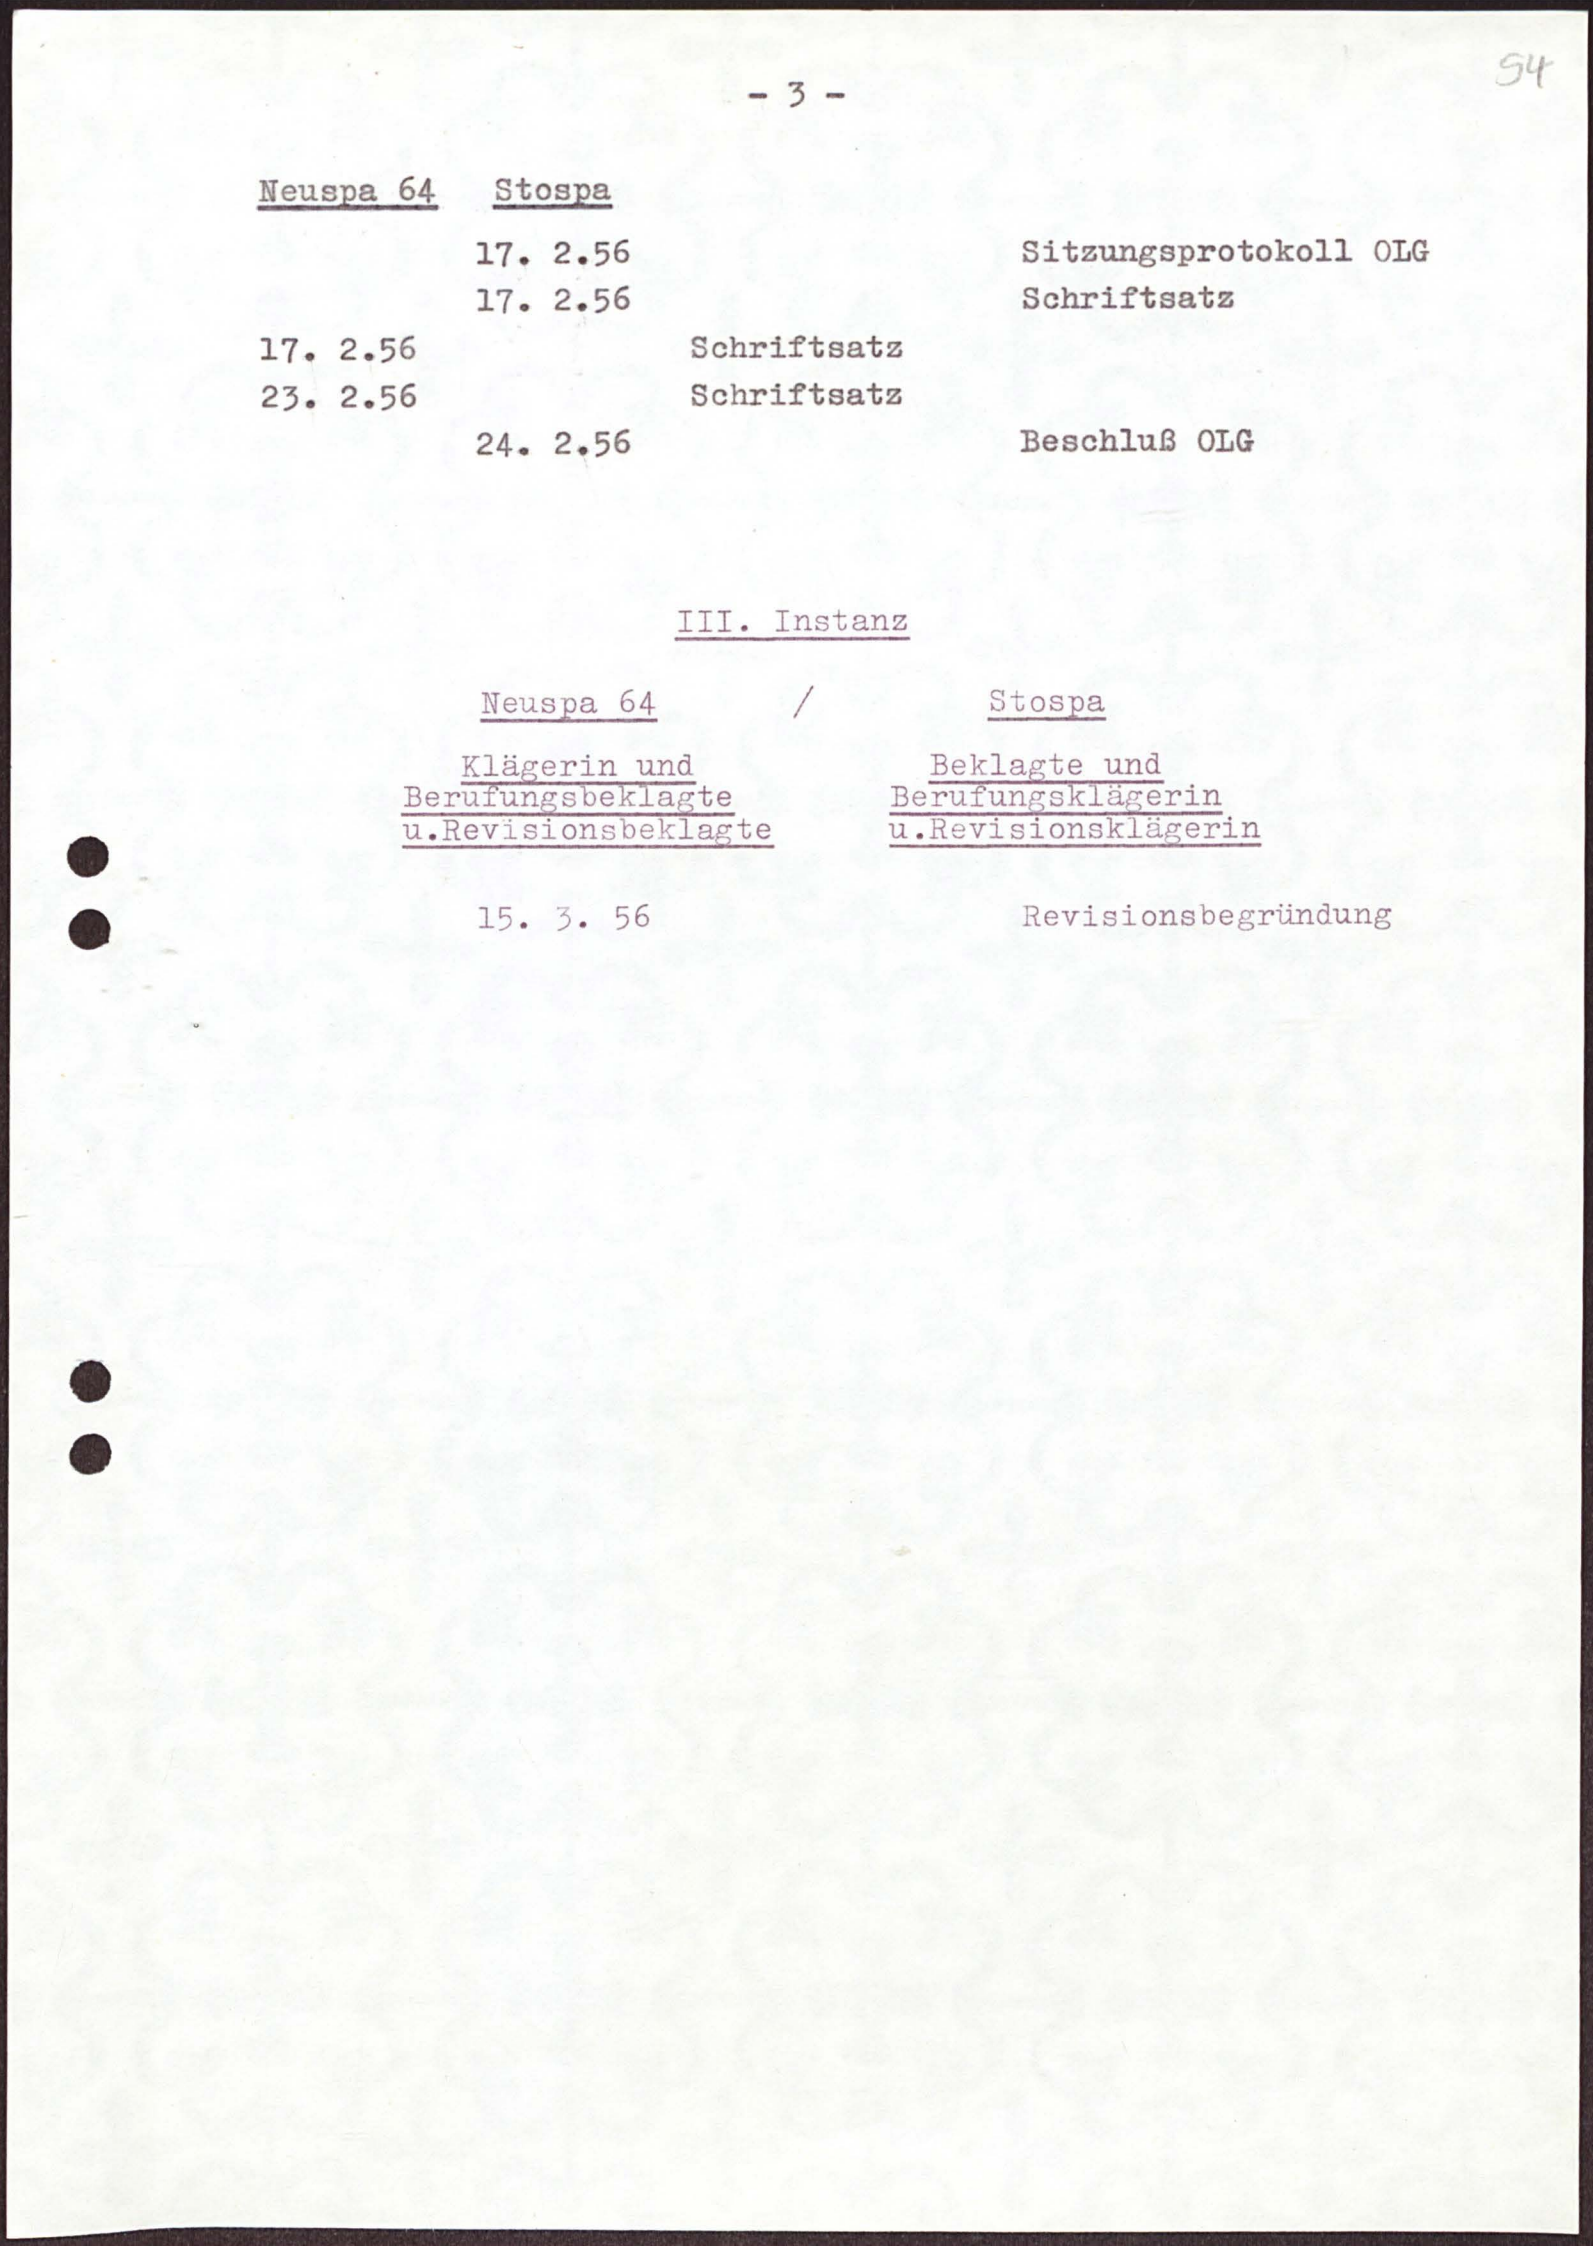 54
- 3 -
Neuspa 64 Stospa
17. 2.56 Sitzungsprotokoll OLG
17. 2.56 Schriftsatz
17. 2.56 Schriftsatz
23. 2.56 Schriftsatz
24. 2.56 Beschluß OLG
III. Instanz
Neuspa 64 / Stospa
Klägerin und Beklagte und
Berufungsbeklagte Berufungsklägerin
u.Revisionsbeklagte u.Revisionsklägerin
15. 3. 56 Revisionsbegründung